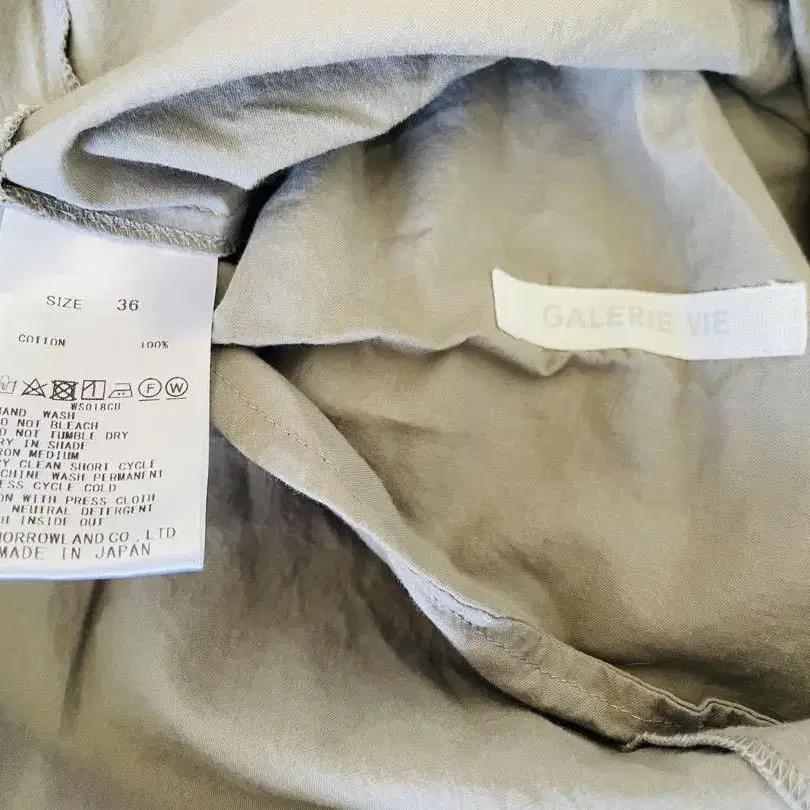 SIZE 36
COTTON 100%
F W
WS018CU
AND WASH
O NOT BLEACH
O NOT TUMBLE DRY
RY IN SHADE
RON MEDIUM
Y CLEAN SHORT CYCLE
CHINE WASH PERMANENT
ESS CYCLE COLD
ON WITH PRESS CLOTH
NEUTRAL DETERGENT
H INSIDE OUT
MORROWLAND CO., LTD
MADE IN JAPAN
GALERIE VIE